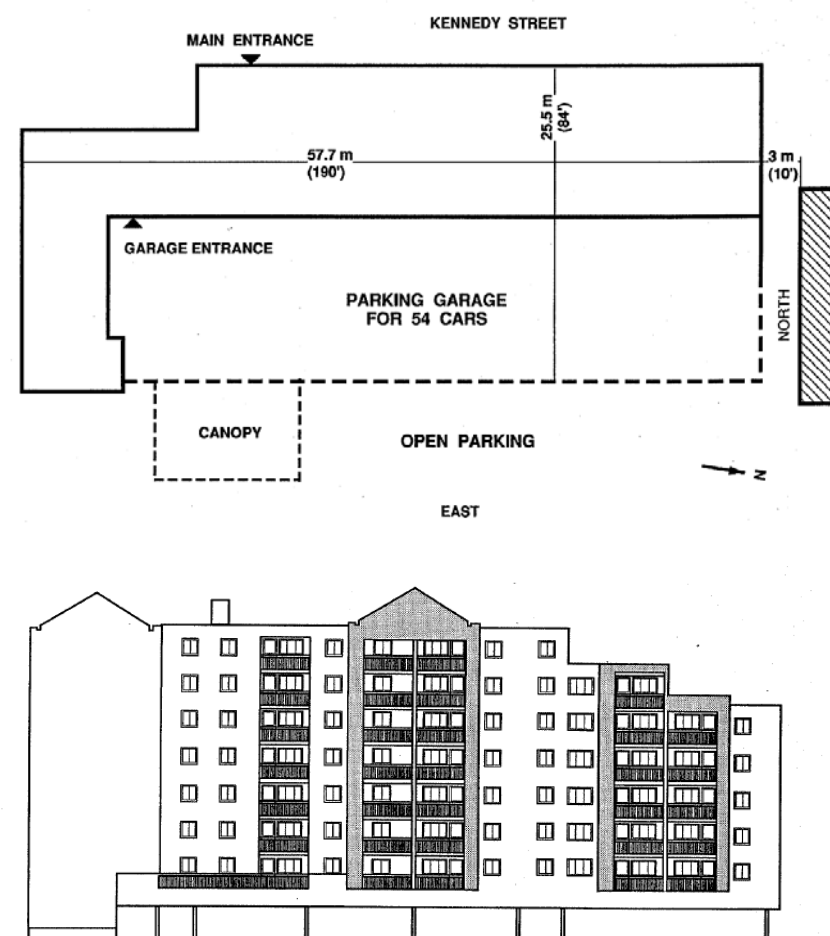 KENNEDY STREET
MAIN ENTRANCE
25.5 m
(84')
57.7 m
(190')
3 m
(10')
GARAGE ENTRANCE
PARKING GARAGE
FOR 54 CARS
NORTH
CANOPY
OPEN PARKING
N
EAST